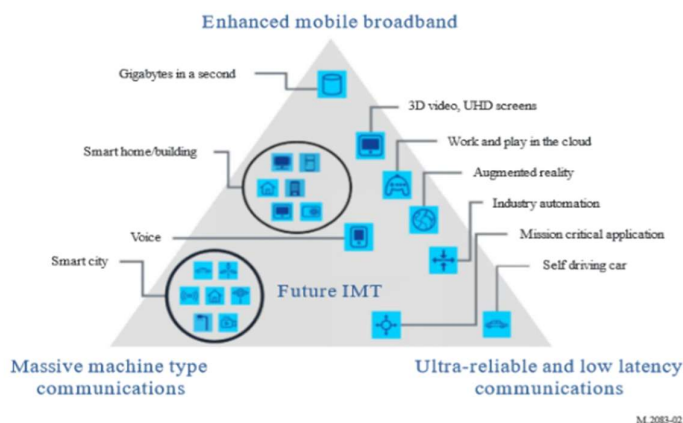 Enhanced mobile broadband
Gigabytes in a second
3D video, UHD screens
Smart home/building
Work and play in the cloud
Augmented reality
Industry automation
Voice
Mission critical application
Smart city
Self driving car
Future IMT
Massive machine type
communications
Ultra-reliable and low latency
communications
M.2083-02